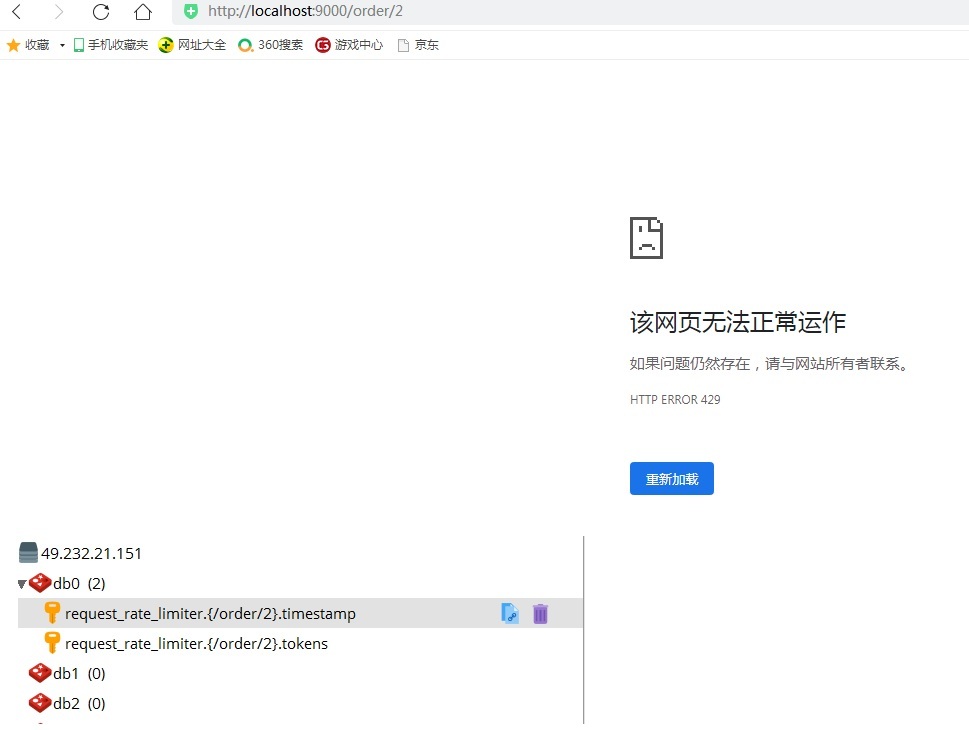 http://localhost:9000/order/2
收藏 手机收藏夹 网址大全 360搜索 游戏中心 京东
该网页无法正常运作
如果问题仍然存在，请与网站所有者联系。
HTTP ERROR 429
重新加载
49.232.21.151
db0 (2)
request_rate_limiter.{/order/2}.timestamp
request_rate_limiter.{/order/2}.tokens
db1 (0)
db2 (0)